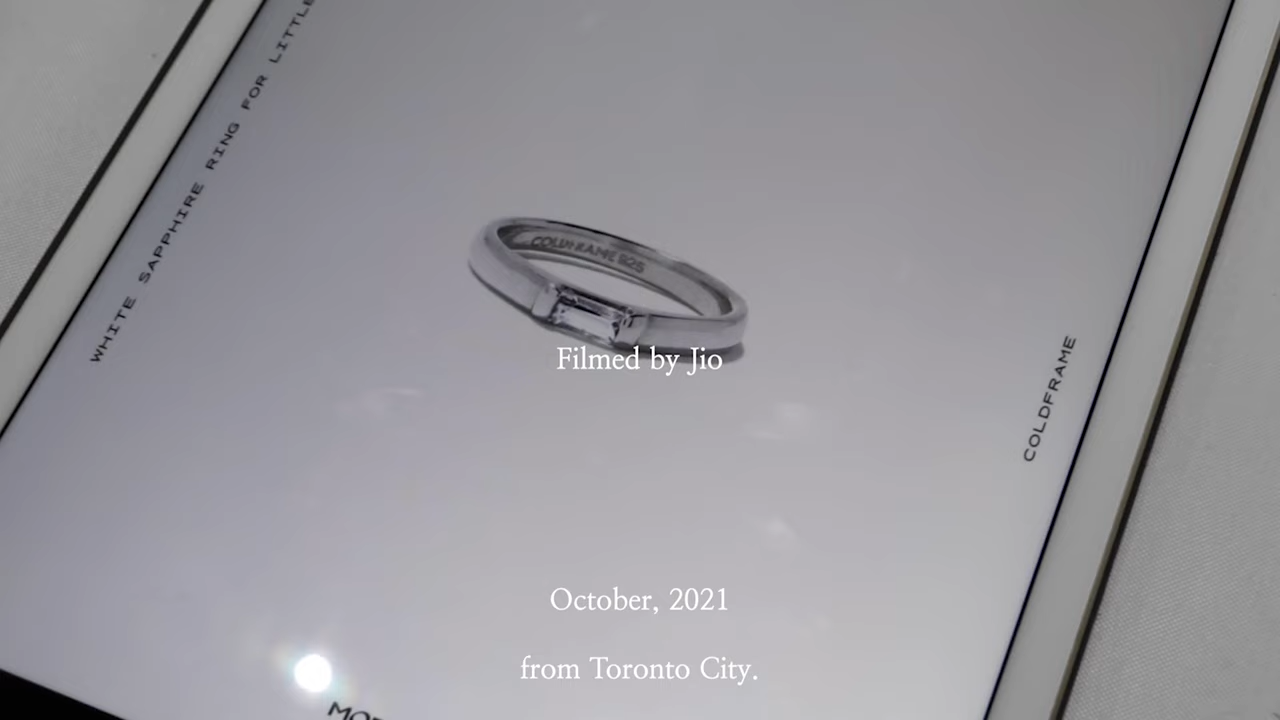 WHITE SAPPHIRE RING FOR LITTLE
COLDFRAME 925
Filmed by Jio
COLDFRAME
October, 2021
from Toronto City.